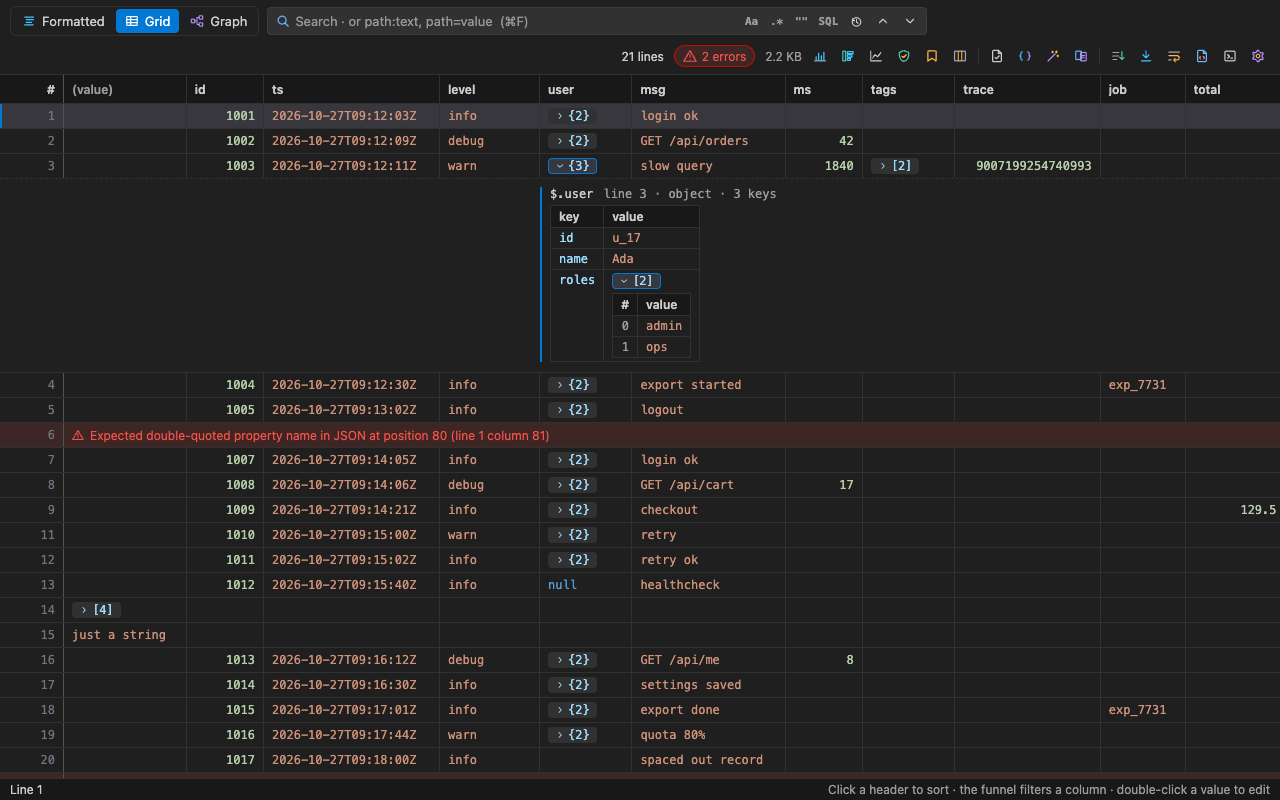 Formatted Grid Graph Search · or path:text, path=value (⌘F) Aa .* "" SQL
21 lines 2 errors 2.2 KB
# (value) id ts level user msg ms tags trace job total
1 1001 2026-10-27T09:12:03Z info {2} login ok
2 1002 2026-10-27T09:12:09Z debug {2} GET /api/orders 42
3 1003 2026-10-27T09:12:11Z warn {3} slow query 1840 [2] 9007199254740993
$.user line 3 · object · 3 keys
key value
id u_17
name Ada
roles [2]
# value
0 admin
1 ops
4 1004 2026-10-27T09:12:30Z info {2} export started exp_7731
5 1005 2026-10-27T09:13:02Z info {2} logout
6 Expected double-quoted property name in JSON at position 80 (line 1 column 81)
7 1007 2026-10-27T09:14:05Z info {2} login ok
8 1008 2026-10-27T09:14:06Z debug {2} GET /api/cart 17
9 1009 2026-10-27T09:14:21Z info {2} checkout 129.5
11 1010 2026-10-27T09:15:00Z warn {2} retry
12 1011 2026-10-27T09:15:02Z info {2} retry ok
13 1012 2026-10-27T09:15:40Z info null healthcheck
14 [4]
15 just a string
16 1013 2026-10-27T09:16:12Z debug {2} GET /api/me 8
17 1014 2026-10-27T09:16:30Z info {2} settings saved
18 1015 2026-10-27T09:17:01Z info {2} export done exp_7731
19 1016 2026-10-27T09:17:44Z warn {2} quota 80%
20 1017 2026-10-27T09:18:00Z info spaced out record
Line 1 Click a header to sort · the funnel filters a column · double-click a value to edit